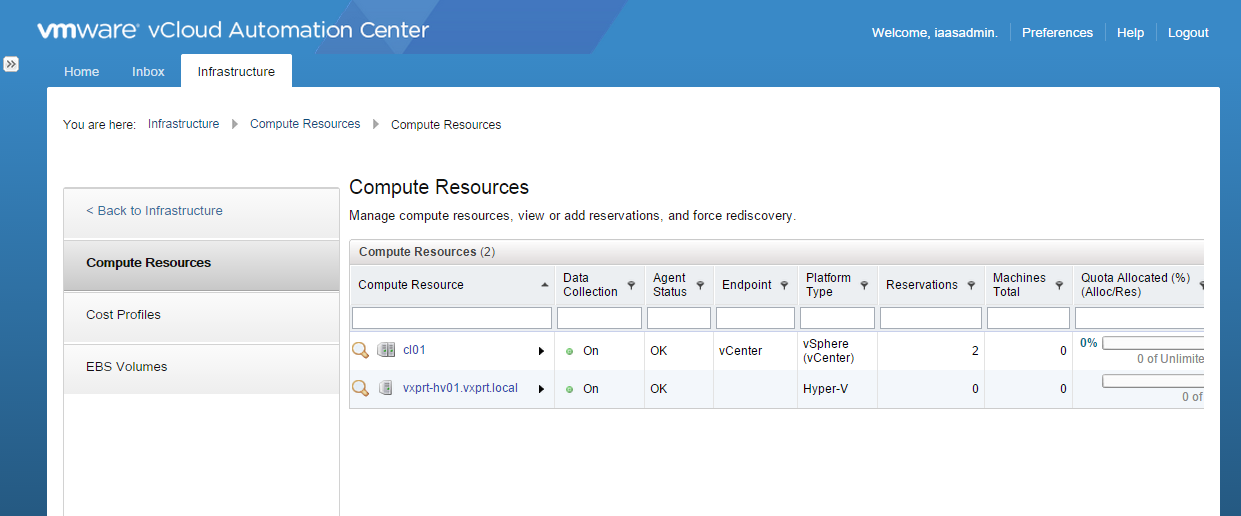 vmware® vCloud Automation Center
Welcome, iaasadmin. Preferences Help Logout
Home Inbox Infrastructure
You are here: Infrastructure Compute Resources Compute Resources
Compute Resources
Manage compute resources, view or add reservations, and force rediscovery.
< Back to Infrastructure
Compute Resources
Cost Profiles
EBS Volumes
Compute Resources (2)
Compute Resource
Data Collection
Agent Status
Endpoint
Platform Type
Reservations
Machines Total
Quota Allocated (%) (Alloc/Res)
cl01 On OK vCenter vSphere (vCenter) 2 0 0%
0 of Unlimite
vxprt-hv01.vxprt.local On OK Hyper-V 0 0
0 of